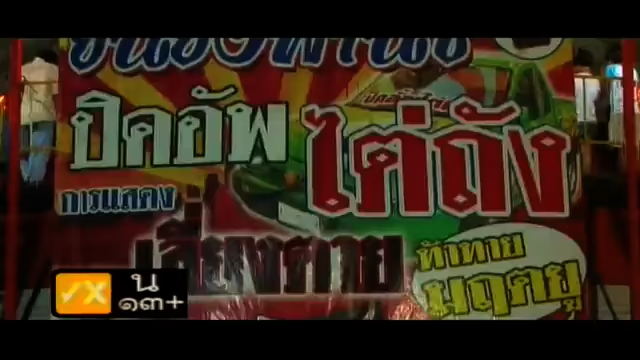 ปิคอัพ
ไต่ถัง
การแสดง
เสี่ยงตาย
ท้าทาย
มฤตยู
น
๑๓+